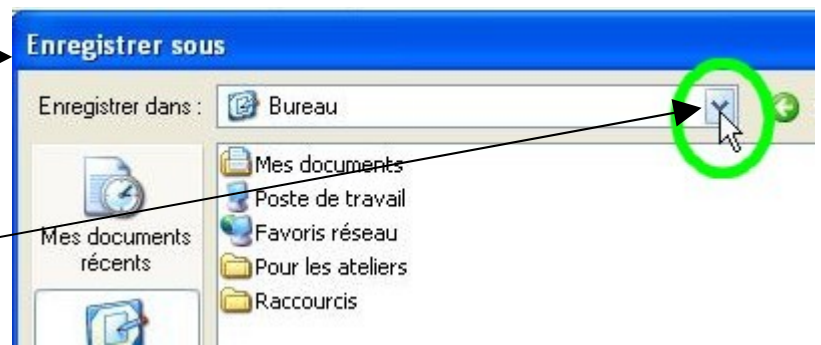 Enregistrer sous
Enregistrer dans :
Bureau
Mes documents
Poste de travail
Favoris réseau
Pour les ateliers
Raccourcis
Mes documents
récents